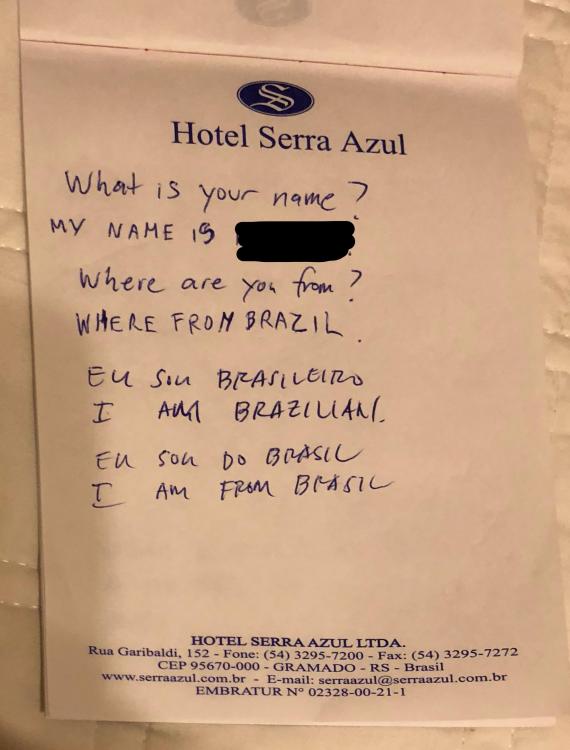 S
Hotel Serra Azul
What is your name?
MY NAME IS
Where are you from?
WHERE FROM BRAZIL.
EU SOU BRASILEIRO
I AM BRAZILIAN.
EU SOU DO BRASIL
I AM FROM BRASIL
HOTEL SERRA AZUL LTDA.
Rua Garibaldi, 152 - Fone: (54) 3295-7200 - Fax: (54) 3295-7272
CEP 95670-000 - GRAMADO - RS - Brasil
www.serraazul.com.br - E-mail: serraazul@serraazul.com.br
EMBRATUR N° 02328-00-21-1